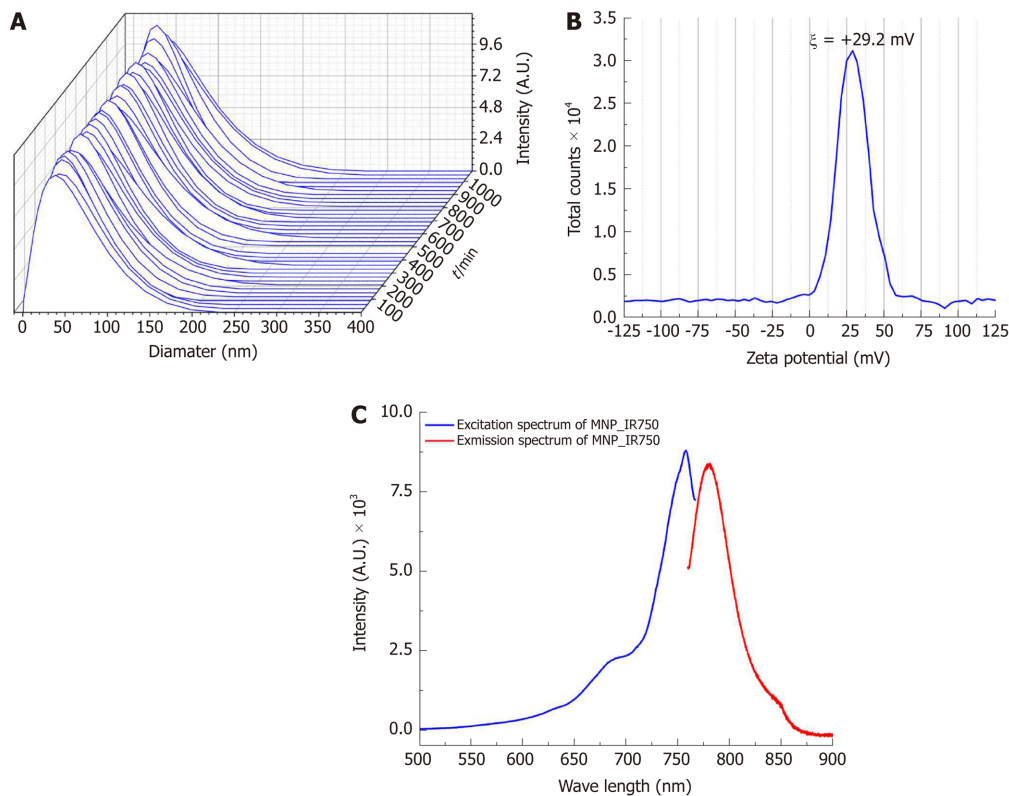 A
9.6
7.2
4.8
2.4
0.0
Intensity (A.U.)
1000
900
800
700
600
500
400
300
200
100
t/min
0 50 100 150 200 250 300 350 400
Diamater (nm)
B
ξ = +29.2 mV
3.5
3.0
2.5
2.0
1.5
1.0
0.5
0.0
Total counts × 10⁴
-125 -100 -75 -50 -25 0 25 50 75 100 125
Zeta potential (mV)
C
Excitation spectrum of MNP_IR750
Exmission spectrum of MNP_IR750
10.0
7.5
5.0
2.5
0.0
Intensity (A.U.) × 10³
500 550 600 650 700 750 800 850 900
Wave length (nm)